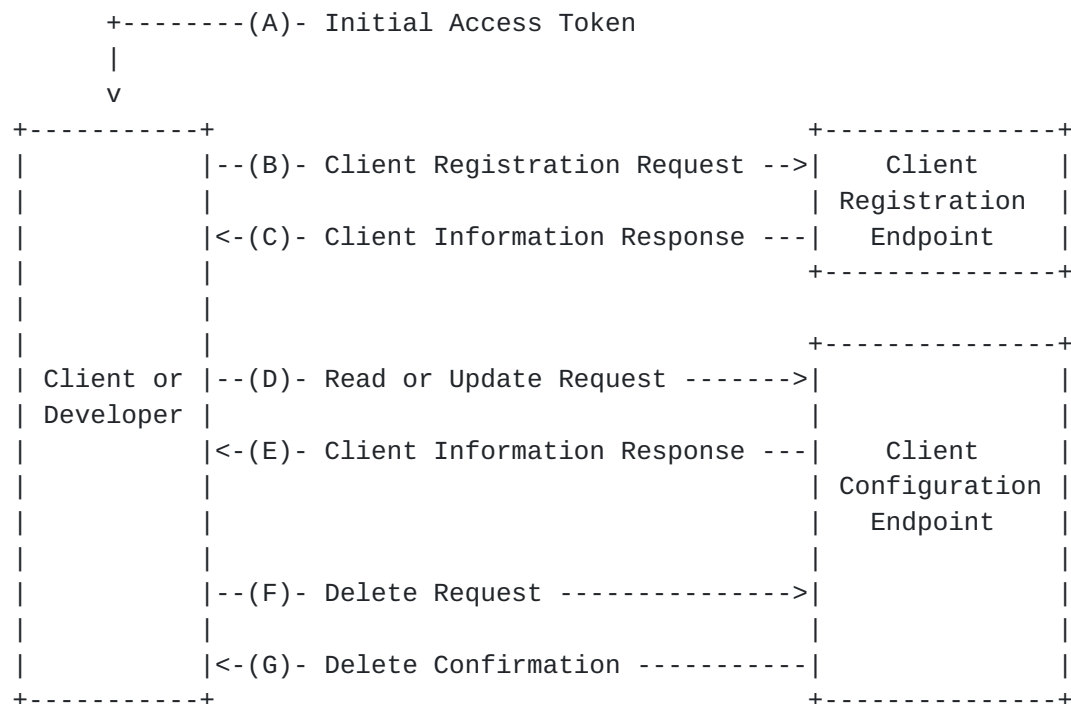 +--------(A)- Initial Access Token
|
v
+-----------+                                      +---------------+
|           |--(B)- Client Registration Request -->|    Client     |
|           |                                      | Registration  |
|           |<-(C)- Client Information Response ---|   Endpoint    |
|           |                                      +---------------+
|           |
|           |                                      +---------------+
| Client or |--(D)- Read or Update Request ------->|               |
| Developer |                                      |               |
|           |<-(E)- Client Information Response ---|    Client     |
|           |                                      | Configuration |
|           |                                      |   Endpoint    |
|           |                                      |               |
|           |--(F)- Delete Request --------------->|               |
|           |                                      |               |
|           |<-(G)- Delete Confirmation -----------|               |
+-----------+                                      +---------------+